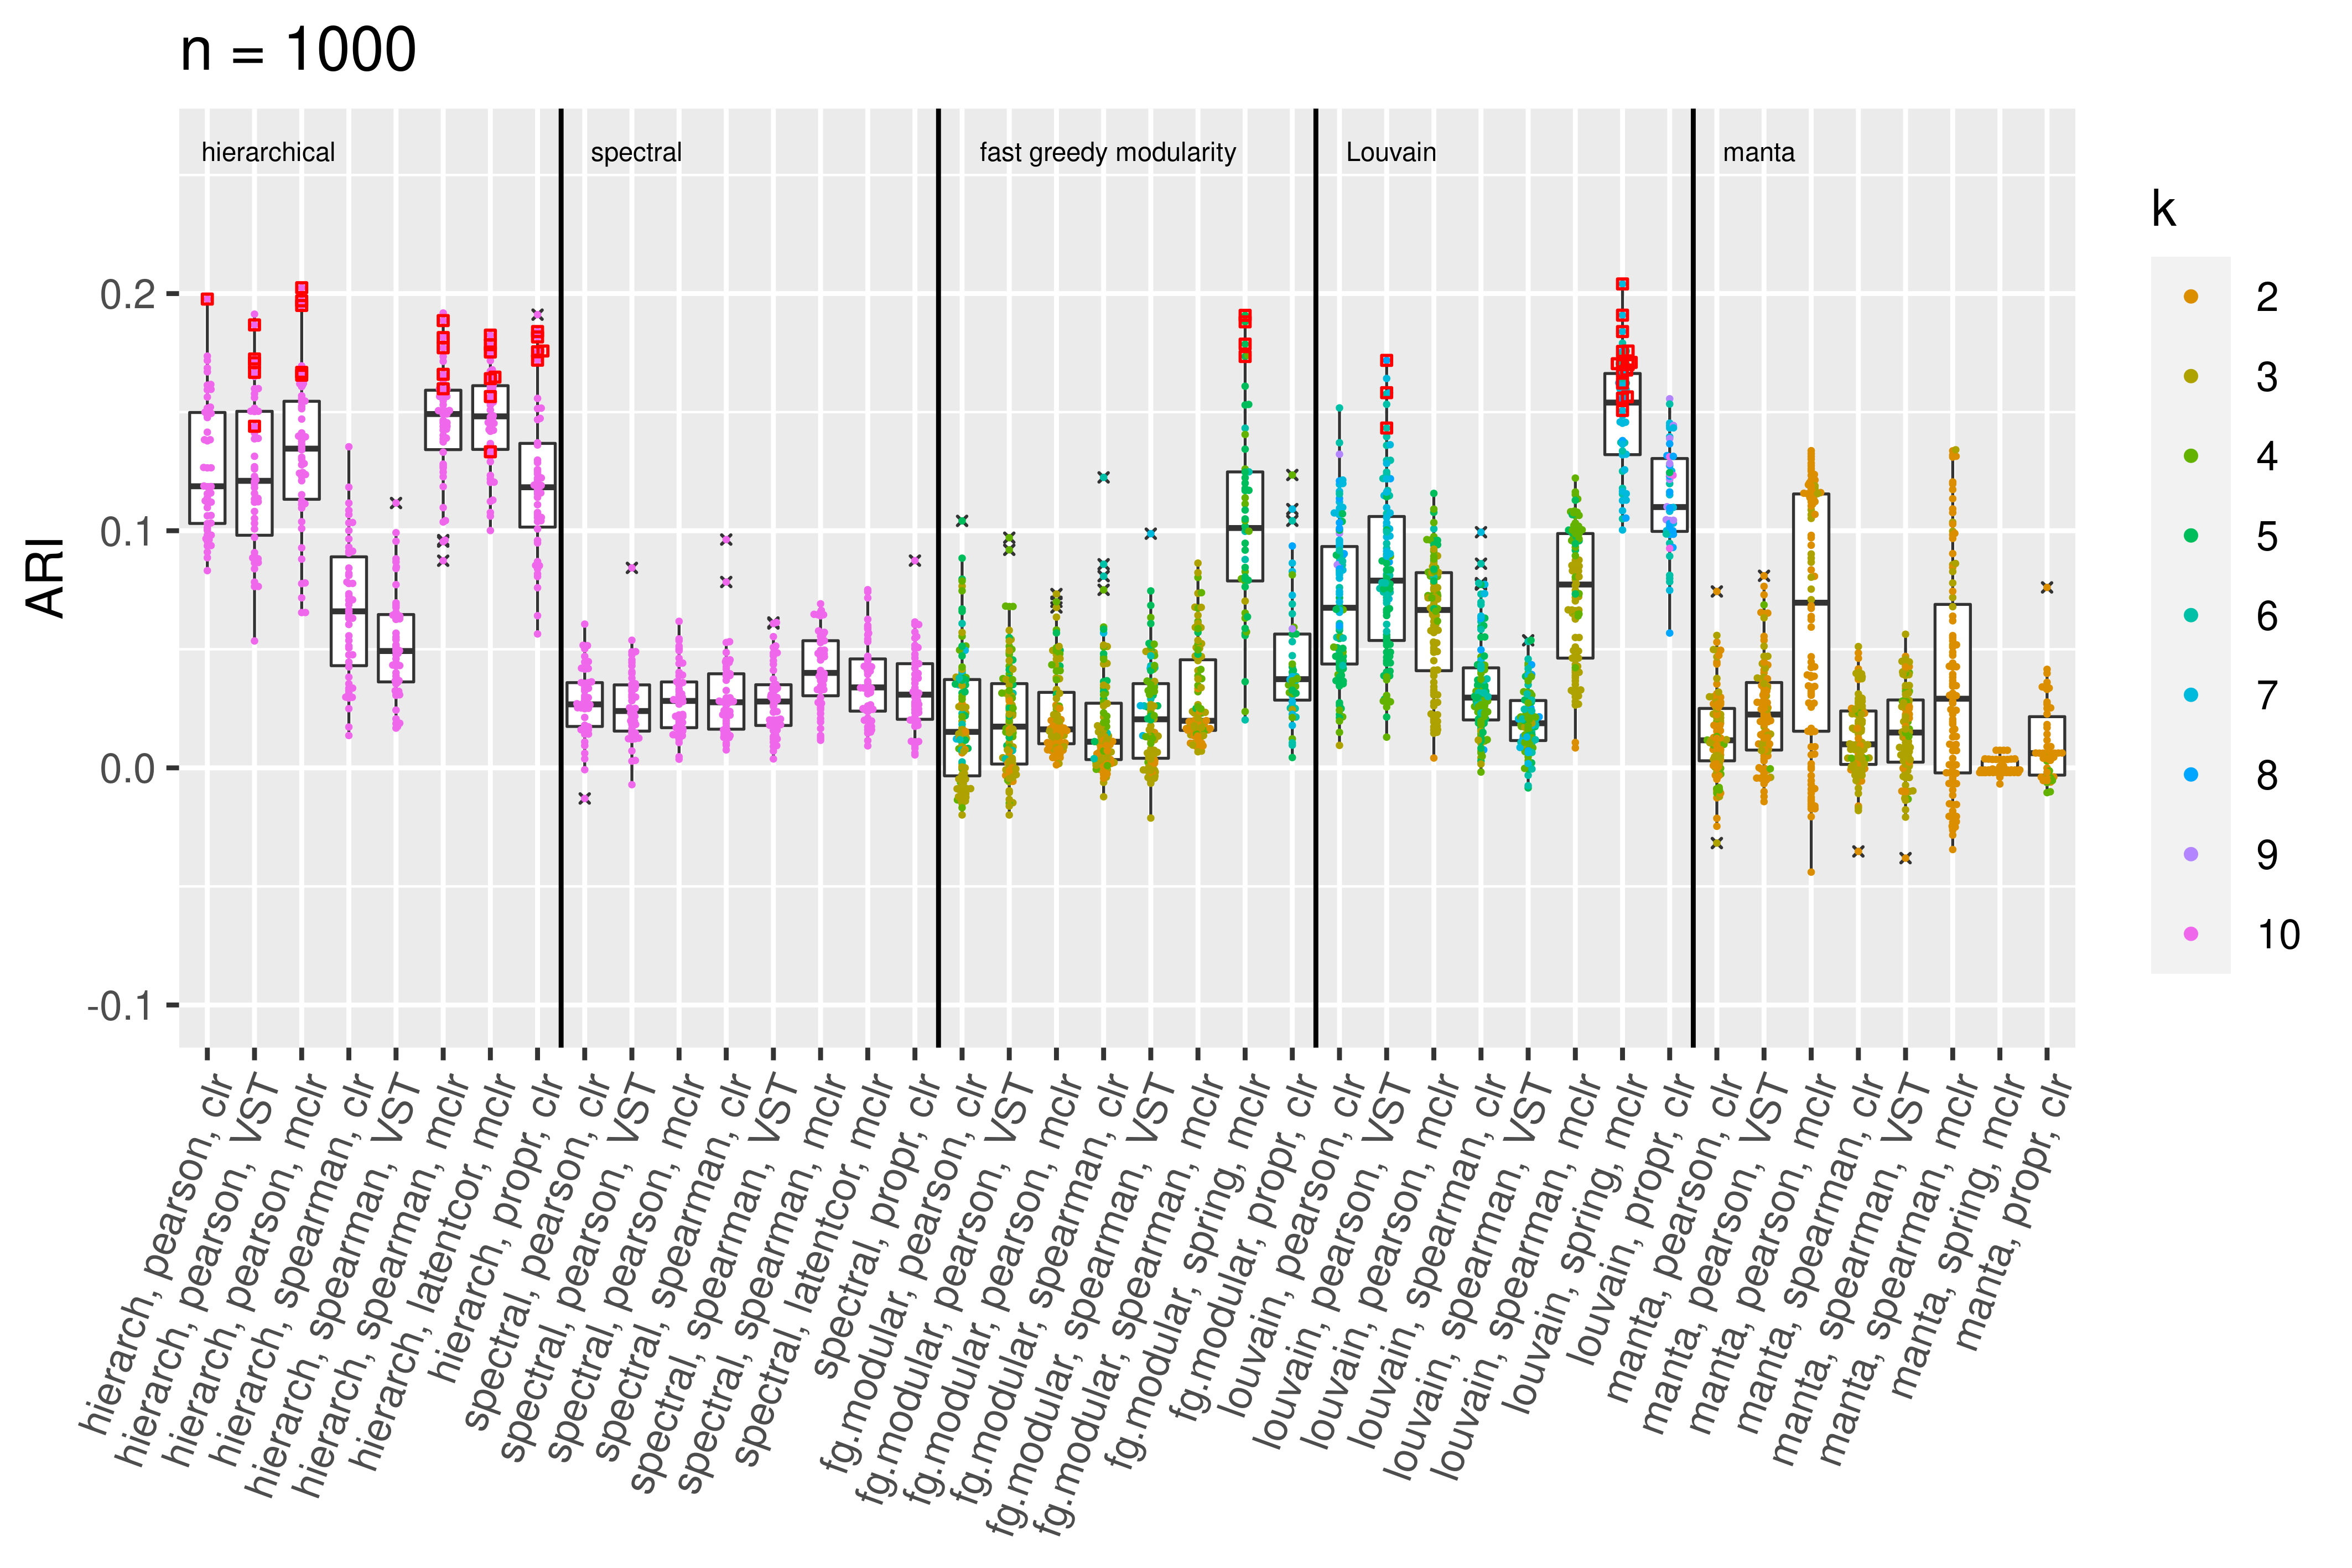 n = 1000
hierarchical
spectral
fast greedy modularity
Louvain
manta
ARI
0.2
0.1
0.0
-0.1
k
2
3
4
5
6
7
8
9
10
hierarch, pearson, clr
hierarch, pearson, VST
hierarch, pearson, mclr
hierarch, spearman, clr
hierarch, spearman, VST
hierarch, spearman, mclr
hierarch, latentcor, mclr
hierarch, propr, clr
spectral, pearson, clr
spectral, pearson, VST
spectral, pearson, mclr
spectral, spearman, clr
spectral, spearman, VST
spectral, spearman, mclr
spectral, latentcor, mclr
spectral, propr, clr
fg.modular, pearson, clr
fg.modular, pearson, VST
fg.modular, pearson, mclr
fg.modular, spearman, clr
fg.modular, spearman, VST
fg.modular, spearman, mclr
fg.modular, spring, mclr
fg.modular, propr, clr
louvain, pearson, clr
louvain, pearson, VST
louvain, pearson, mclr
louvain, spearman, clr
louvain, spearman, VST
louvain, spearman, mclr
louvain, spring, mclr
louvain, propr, clr
manta, pearson, clr
manta, pearson, VST
manta, pearson, mclr
manta, spearman, clr
manta, spearman, VST
manta, spearman, mclr
manta, spring, mclr
manta, propr, clr